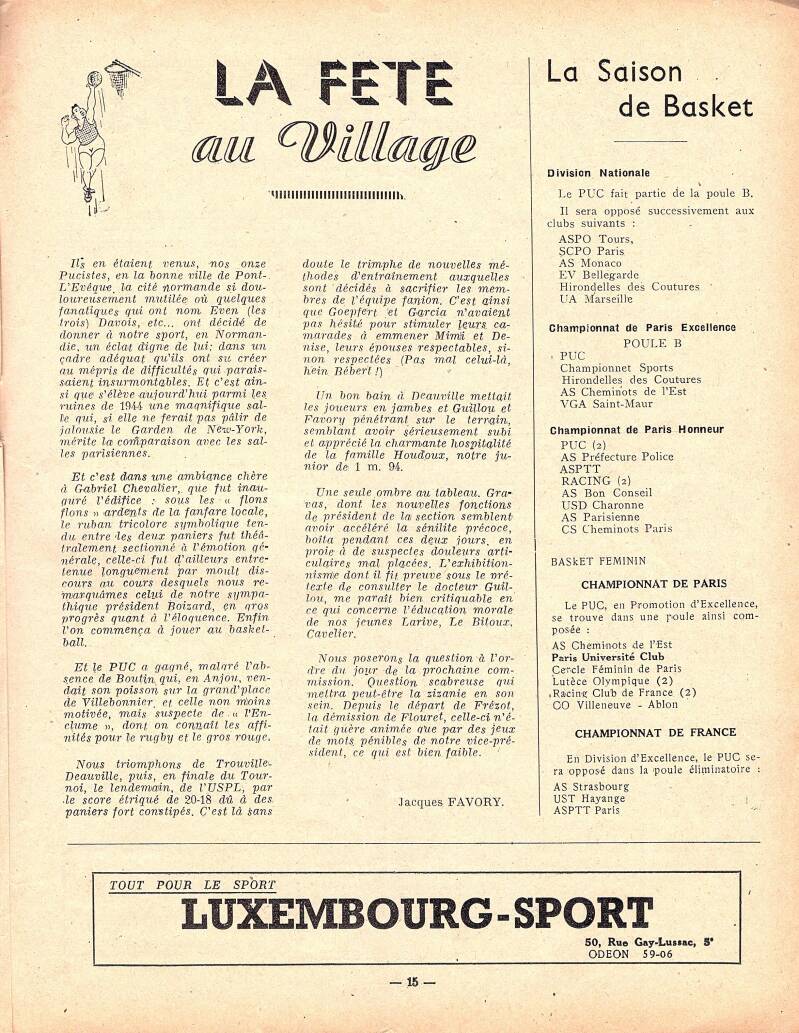 LA FETE
au Village
Ils en étaient venus, nos onze
Pucistes, en la bonne ville de Pont-
L'Evêque, la cité normande si dou-
loureusement mutilée où quelques
fanatiques qui ont nom Even (les
trois) Davois, etc... ont décidé de
donner à notre sport, en Norman-
die, un éclat digne de lui; dans un
cadre adéquat qu'ils ont su créer
au mépris de difficultés qui parais-
saient insurmontables. Et c'est ain-
si que s'élève aujourd'hui parmi les
ruines de 1944 une magnifique sal-
le qui, si elle ne ferait pas pâlir de
jalousie le Garden de New-York,
mérite la comparaison avec les sal-
les parisiennes.
Et c'est dans une ambiance chère
à Gabriel Chevalier, que fut inau-
guré l'édifice : sous les « flons
flons » ardents de la fanfare locale,
le ruban tricolore symbolique ten-
du entre les deux paniers fut théâ-
tralement sectionné à l'émotion gé-
nérale, celle-ci fut d'ailleurs entre-
tenue longuement par moult dis-
cours au cours desquels nous re-
marquâmes celui de notre sympa-
thique président Boizard, en gros
progrès quant à l'éloquence. Enfin
l'on commença à jouer au basket-
ball.
Et le PUC a gagné, malgré l'ab-
sence de Boutin qui, en Anjou, ven-
dait son poisson sur la grand'place
de Villebonnier, et celle non moins
motivée, mais suspecte de « l'En-
clume », dont on connaît les affi-
nités pour le rugby et le gros rouge.
Nous triomphons de Trouville-
Deauville, puis, en finale du Tour-
noi, le lendemain, de l'USPL, par
le score étriqué de 20-18 dû à des
paniers fort constipés. C'est là sans
doute le trimphe de nouvelles mé-
thodes d'entraînement auxquelles
sont décidés à sacrifier les mem-
bres de l'équipe fanion. C'est ainsi
que Goepfert et Garcia n'avaient
pas hésité pour stimuler leurs ca-
marades à emmener Mimi et De-
nise, leurs épouses respectables, si-
non respectées (Pas mal celui-là,
hein Bébert !)
Un bon bain à Deauville mettait
les joueurs en jambes et Guillou et
Favory pénétrant sur le terrain,
semblant avoir sérieusement subi
et apprécié la charmante hospitalité
de la famille Houdoux, notre ju-
nior de 1 m. 94.
Une seule ombre au tableau. Gra-
vas, dont les nouvelles fonctions
de président de la section semblent
avoir accéléré la sénilité précoce,
boita pendant ces deux jours, en
proie à de suspectes douleurs arti-
culaires mal placées. L'exhibition-
nisme dont il fit preuve sous le pré-
texte de consulter le docteur Guil-
lou, me paraît bien critiquable en
ce qui concerne l'éducation morale
de nos jeunes Larive, Le Bitoux,
Cavelier.
Nous poserons la question à l'or-
dre du jour de la prochaine com-
mission. Question scabreuse qui
mettra peut-être la zizanie en son
sein. Depuis le départ de Frézot,
la démission de Flouret, celle-ci n'é-
tait guère animée que par des jeux
de mots pénibles de notre vice-pré-
sident, ce qui est bien faible.
Jacques FAVORY.
La Saison
de Basket
Division Nationale
Le PUC fait partie de la poule B.
Il sera opposé successivement aux
clubs suivants :
ASPO Tours,
SCPO Paris
AS Monaco
EV Bellegarde
Hirondelles des Coutures
UA Marseille
Championnat de Paris Excellence
POULE B
PUC
Championnet Sports
Hirondelles des Coutures
AS Cheminots de l'Est
VGA Saint-Maur
Championnat de Paris Honneur
PUC (2)
AS Préfecture Police
ASPTT
RACING (2)
AS Bon Conseil
USD Charonne
AS Parisienne
CS Cheminots Paris
BASKET FEMININ
CHAMPIONNAT DE PARIS
Le PUC, en Promotion d'Excellence,
se trouve dans une poule ainsi com-
posée :
AS Cheminots de l'Est
Paris Université Club
Cercle Féminin de Paris
Lutèce Olympique (2)
Racing Club de France (2)
CO Villeneuve - Ablon
CHAMPIONNAT DE FRANCE
En Division d'Excellence, le PUC se-
ra opposé dans la poule éliminatoire :
AS Strasbourg
UST Hayange
ASPTT Paris
TOUT POUR LE SPORT
LUXEMBOURG-SPORT
50, Rue Gay-Lussac, 5°
ODEON 59-06
— 15 —